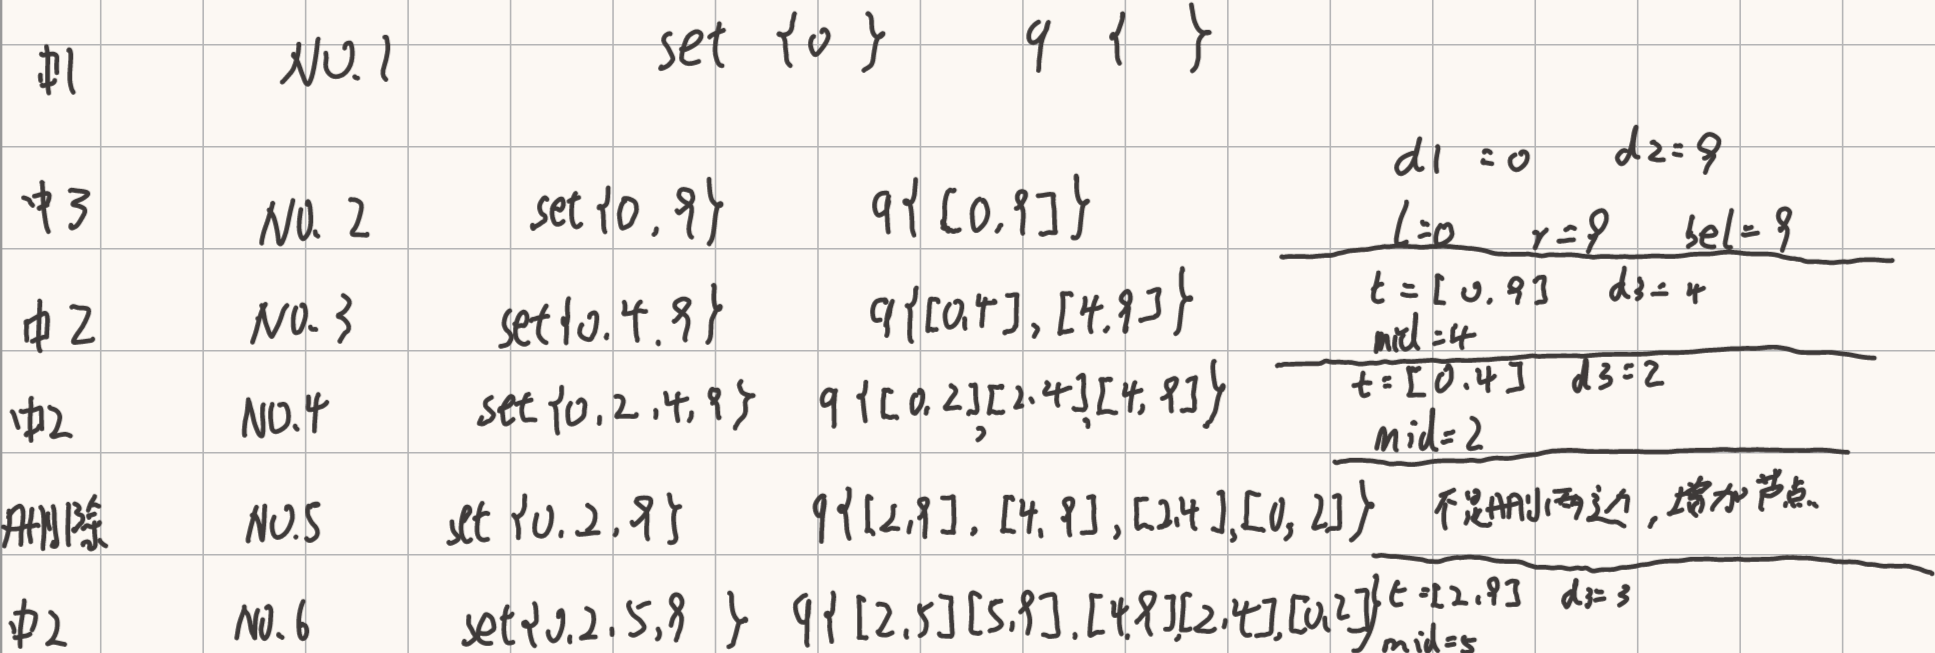 中1 NO.1 set {0} q { }
d1 = 0 d2 = 9
中3 NO.2 set{0, 9} q{[0,9]}
l=0 r=9 bel=9
t = [0.9] d3=4
中2 NO.3 set{0.4.9} q{[0,4], [4.9]}
mid=4
t=[0.4] d3=2
中2 NO.4 set{0.2.4,9} q{[0,2],[2.4],[4,9]}
mid=2
删除 NO.5 set{0.2.9} q{[2,9], [4.9], [2.4], [0,2]} 不是删两边,增加节点.
t=[2.9] d3=3
中2 NO.6 set{0.2.5,9} q{[2.5][5,9],[4,9][2.4],[0,2]}
mid=5